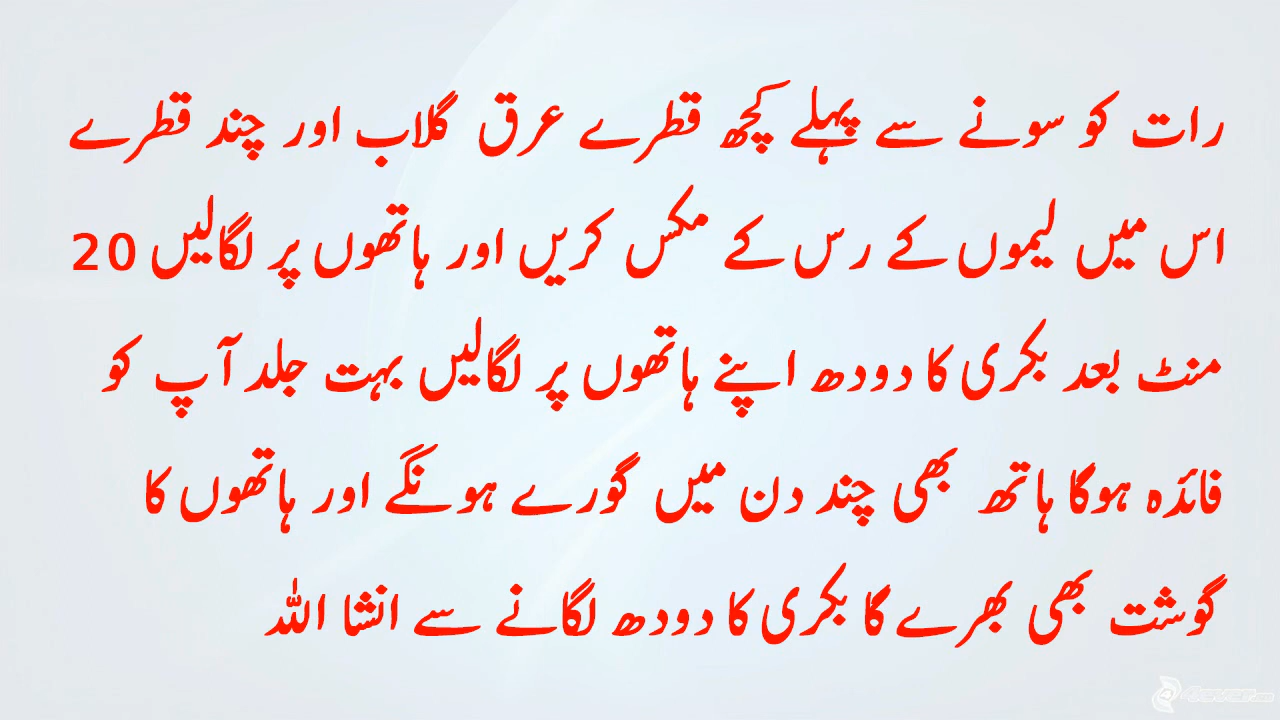 رات کو سونے سے پہلے کچھ قطرے عرق گلاب اور چند قطرے
اس میں لیموں کے رس کے مکس کریں اور ہاتھوں پر لگالیں 20
منٹ بعد بکری کا دودھ اپنے ہاتھوں پر لگالیں بہت جلد آپ کو
فائدہ ہوگا ہاتھ بھی چند دن میں گورے ہونگے اور ہاتھوں کا
گوشت بھی بھرے گا بکری کا دودھ لگانے سے انشا اللہ